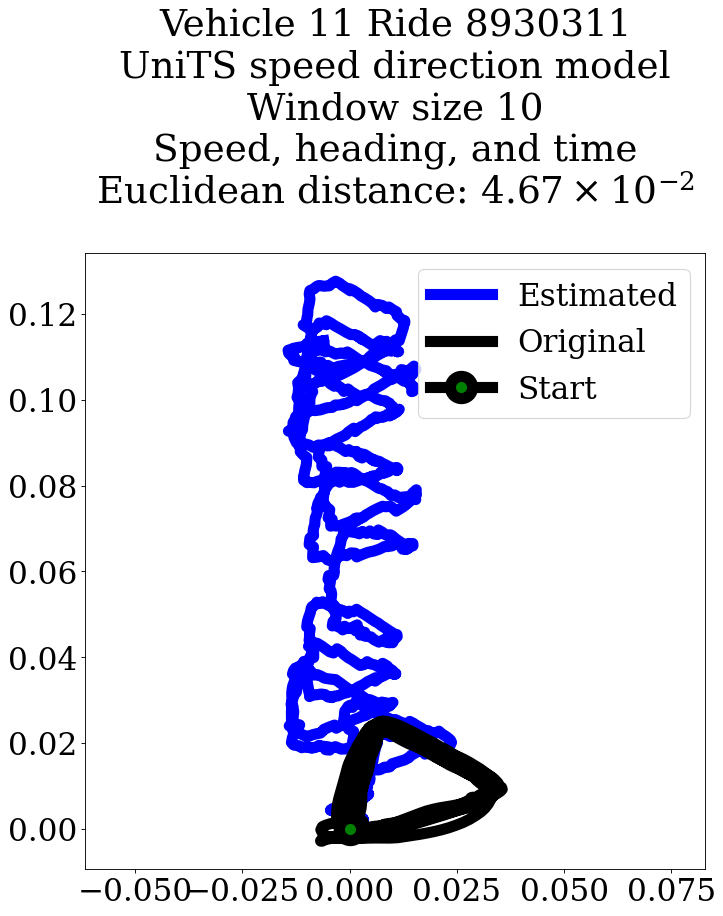 Vehicle 11 Ride 8930311
UniTS speed direction model
Window size 10
Speed, heading, and time
Euclidean distance: 4.67 × 10⁻²
Estimated
Original
Start
0.12
0.10
0.08
0.06
0.04
0.02
0.00
−0.050 −0.025 0.000 0.025 0.050 0.075